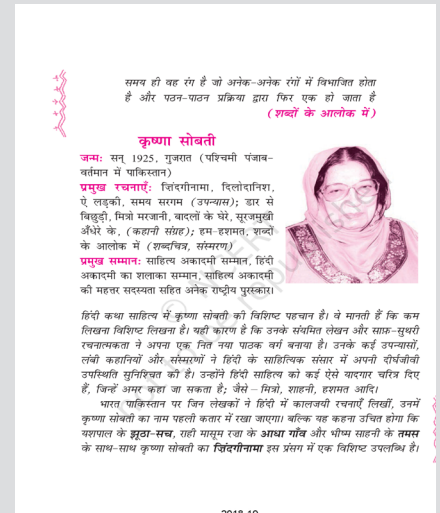 समय ही वह रंग है जो अनेक-अनेक रंगों में विभाजित होता
है और पठन-पाठन प्रक्रिया द्वारा फिर एक हो जाता है
(शब्दों के आलोक में)
कृष्णा सोबती
जन्मः सन् 1925, गुजरात (पश्चिमी पंजाब-
वर्तमान में पाकिस्तान)
प्रमुख रचनाएँः ज़िंदगीनामा, दिलोदानिश,
ऐ लड़की, समय सरगम (उपन्यास); डार से
बिछुड़ी, मित्रो मरजानी, बादलों के घेरे, सूरजमुखी
अँधेरे के, (कहानी संग्रह); हम-हशमत, शब्दों
के आलोक में (शब्दचित्र, संस्मरण)
प्रमुख सम्मानः साहित्य अकादमी सम्मान, हिंदी
अकादमी का शलाका सम्मान, साहित्य अकादमी
की महत्तर सदस्यता सहित अनेक राष्ट्रीय पुरस्कार।
हिंदी कथा साहित्य में कृष्णा सोबती की विशिष्ट पहचान है। वे मानती हैं कि कम
लिखना विशिष्ट लिखना है। यही कारण है कि उनके संयमित लेखन और साफ़-सुथरी
रचनात्मकता ने अपना एक नित नया पाठक वर्ग बनाया है। उनके कई उपन्यासों,
लंबी कहानियों और संस्मरणों ने हिंदी के साहित्यिक संसार में अपनी दीर्घजीवी
उपस्थिति सुनिश्चित की है। उन्होंने हिंदी साहित्य को कई ऐसे यादगार चरित्र दिए
हैं, जिन्हें अमर कहा जा सकता है; जैसे – मित्रो, शाहनी, हशमत आदि।
भारत पाकिस्तान पर जिन लेखकों ने हिंदी में कालजयी रचनाएँ लिखीं, उनमें
कृष्णा सोबती का नाम पहली कतार में रखा जाएगा। बल्कि यह कहना उचित होगा कि
यशपाल के झूठा-सच, राही मासूम रज़ा के आधा गाँव और भीष्म साहनी के तमस
के साथ-साथ कृष्णा सोबती का ज़िंदगीनामा इस प्रसंग में एक विशिष्ट उपलब्धि है।